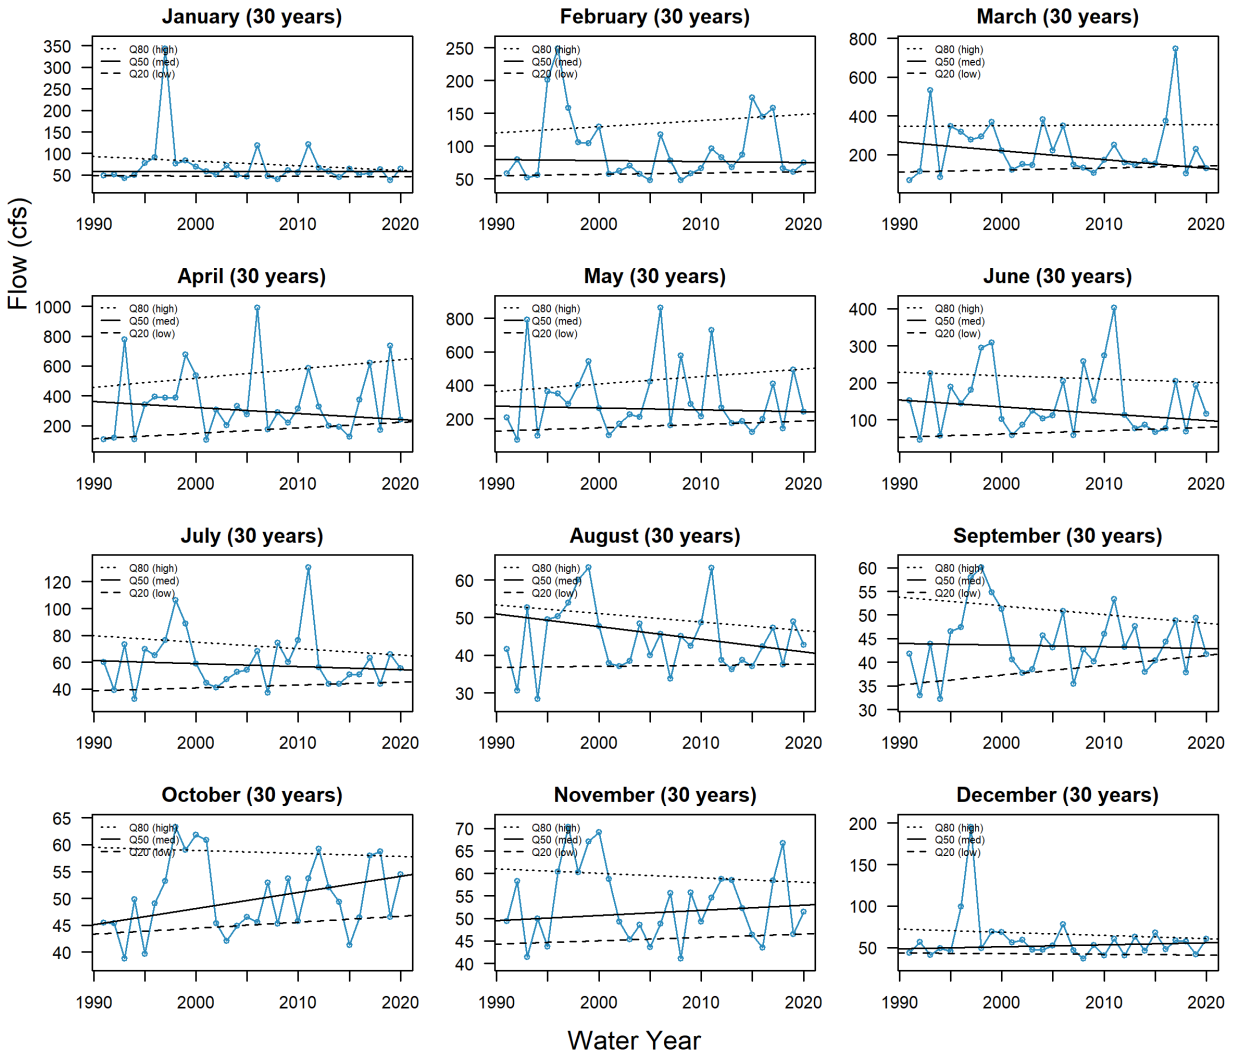 January (30 years)
350
300
250
200
150
100
50
Q80 (high)
Q50 (med)
Q20 (low)
1990 2000 2010 2020
February (30 years)
250
200
150
100
50
Q80 (high)
Q50 (med)
Q20 (low)
1990 2000 2010 2020
March (30 years)
800
600
400
200
Q80 (high)
Q50 (med)
Q20 (low)
1990 2000 2010 2020
Flow (cfs)
April (30 years)
1000
800
600
400
200
Q80 (high)
Q50 (med)
Q20 (low)
1990 2000 2010 2020
May (30 years)
800
600
400
200
Q80 (high)
Q50 (med)
Q20 (low)
1990 2000 2010 2020
June (30 years)
400
300
200
100
Q80 (high)
Q50 (med)
Q20 (low)
1990 2000 2010 2020
July (30 years)
120
100
80
60
40
Q80 (high)
Q50 (med)
Q20 (low)
1990 2000 2010 2020
August (30 years)
60
50
40
30
Q80 (high)
Q50 (med)
Q20 (low)
1990 2000 2010 2020
September (30 years)
60
55
50
45
40
35
30
Q80 (high)
Q50 (med)
Q20 (low)
1990 2000 2010 2020
October (30 years)
65
60
55
50
45
40
Q80 (high)
Q50 (med)
Q20 (low)
1990 2000 2010 2020
November (30 years)
70
65
60
55
50
45
40
Q80 (high)
Q50 (med)
Q20 (low)
1990 2000 2010 2020
December (30 years)
200
150
100
50
Q80 (high)
Q50 (med)
Q20 (low)
1990 2000 2010 2020
Water Year